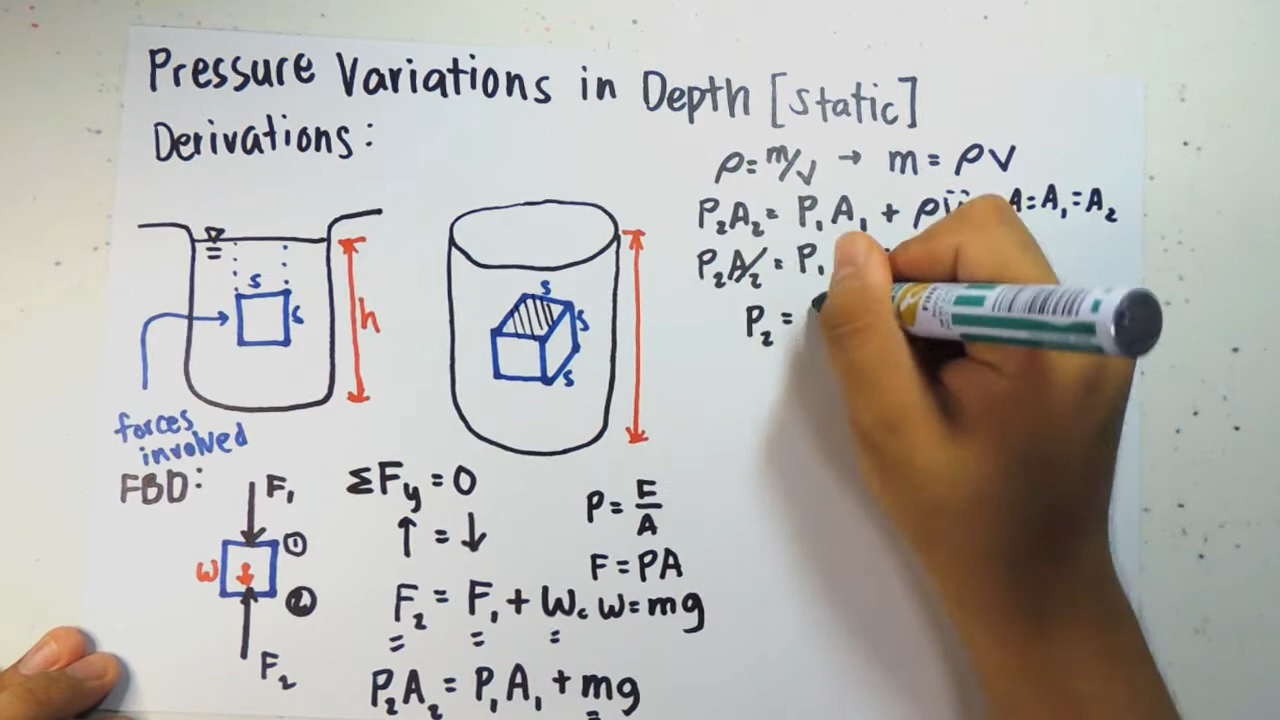 Pressure Variations in Depth [static]
Derivations:
ρ = m/V → m = ρV
P₂A₂ = P₁A₁ + ρ A = A₁ = A₂
P₂A₂ = P₁
P₂ =
s
s
h
s
s
s
forces
involved
FBD:
F₁
①
W
②
F₂
ΣFy = 0
↑ = ↓
F₂ = F₁ + W
P₂A₂ = P₁A₁ + mg
P = F/A
F = PA
W = mg